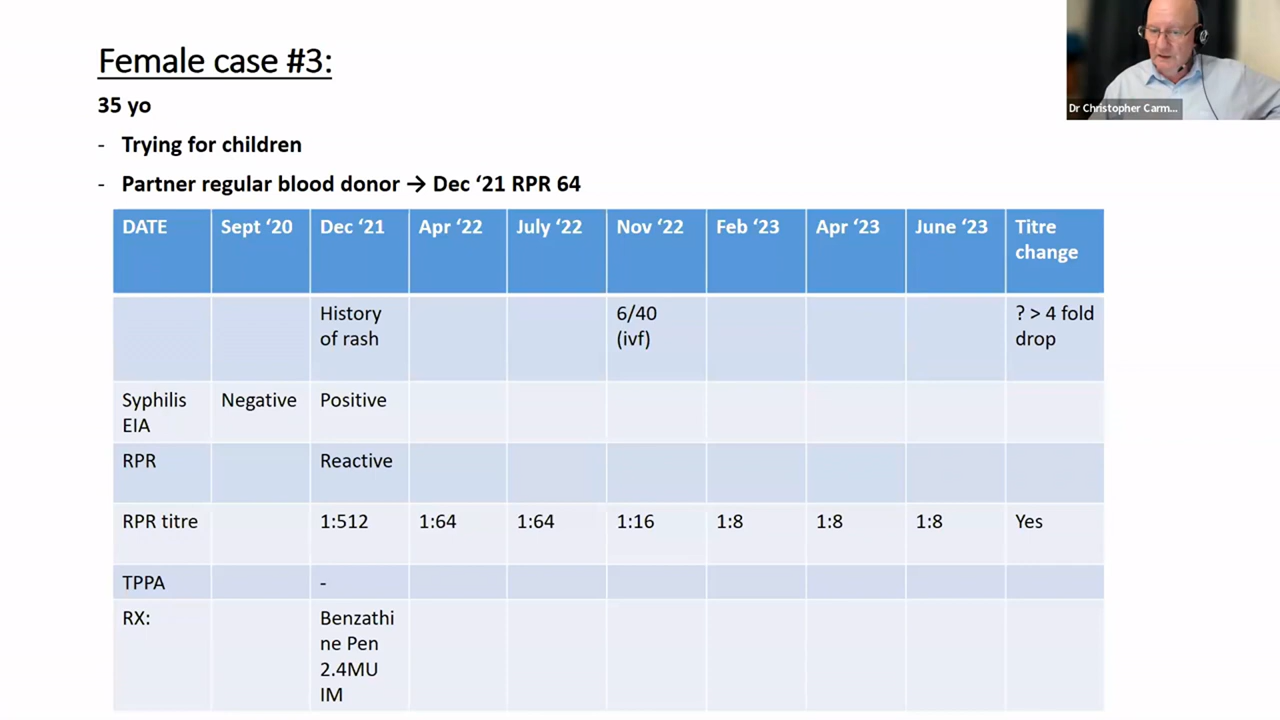 Female case #3:
Dr Christopher Carm...
35 yo
- Trying for children
- Partner regular blood donor → Dec ‘21 RPR 64
DATE Sept ‘20 Dec ‘21 Apr ‘22 July ‘22 Nov ‘22 Feb ‘23 Apr ‘23 June ‘23 Titre
change
History 6/40 ? > 4 fold
of rash (ivf) drop
Syphilis Negative Positive
EIA
RPR Reactive
RPR titre 1:512 1:64 1:64 1:16 1:8 1:8 1:8 Yes
TPPA -
RX: Benzathi
ne Pen
2.4MU
IM